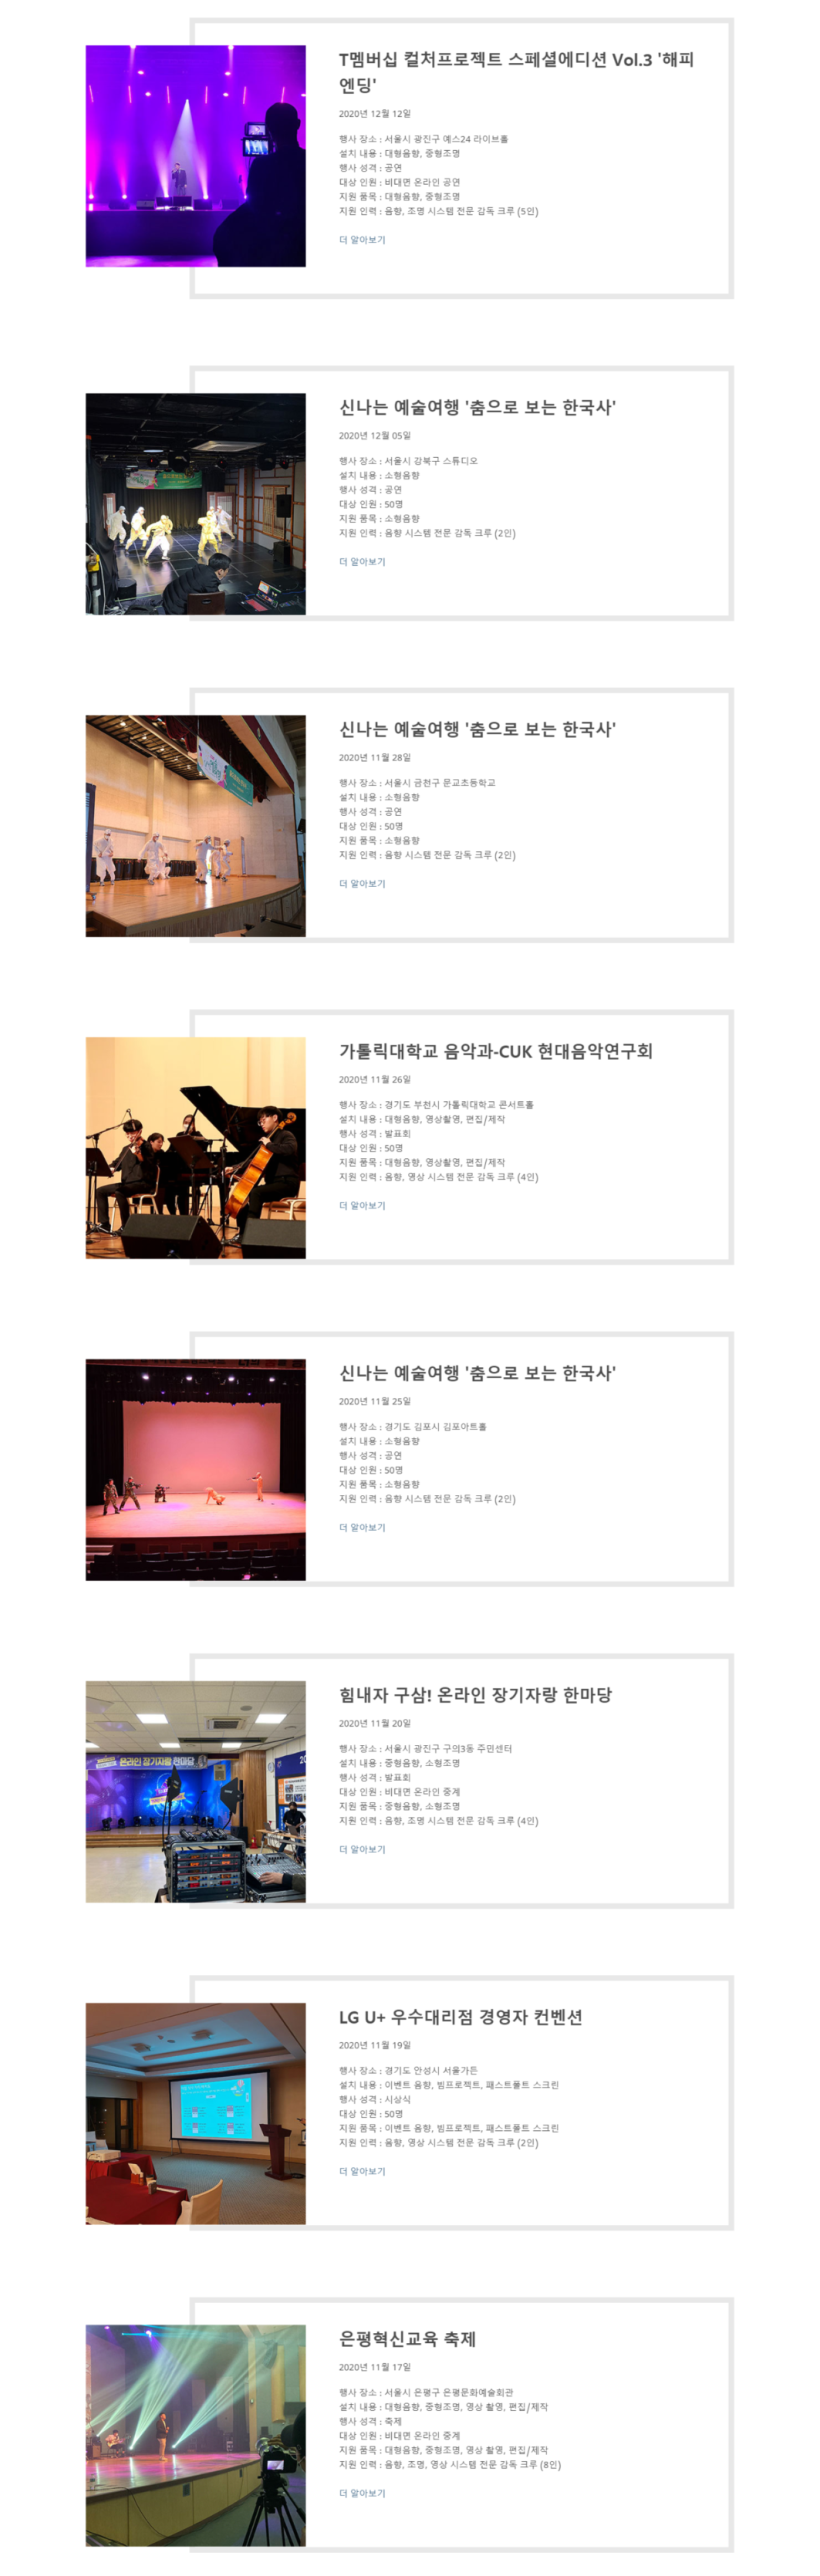 T멤버십 컬처프로젝트 스페셜에디션 Vol.3 '해피
엔딩'
2020년 12월 12일
행사 장소 : 서울시 광진구 예스24 라이브홀
설치 내용 : 대형음향, 중형조명
행사 성격 : 공연
대상 인원 : 비대면 온라인 공연
지원 품목 : 대형음향, 중형조명
지원 인력 : 음향, 조명 시스템 전문 감독 크루 (5인)
더 알아보기
신나는 예술여행 '춤으로 보는 한국사'
2020년 12월 05일
행사 장소 : 서울시 강북구 스튜디오
설치 내용 : 소형음향
행사 성격 : 공연
대상 인원 : 50명
지원 품목 : 소형음향
지원 인력 : 음향 시스템 전문 감독 크루 (2인)
더 알아보기
신나는 예술여행 '춤으로 보는 한국사'
2020년 11월 28일
행사 장소 : 서울시 금천구 문교초등학교
설치 내용 : 소형음향
행사 성격 : 공연
대상 인원 : 50명
지원 품목 : 소형음향
지원 인력 : 음향 시스템 전문 감독 크루 (2인)
더 알아보기
가톨릭대학교 음악과-CUK 현대음악연구회
2020년 11월 26일
행사 장소 : 경기도 부천시 가톨릭대학교 콘서트홀
설치 내용 : 대형음향, 영상촬영, 편집/제작
행사 성격 : 발표회
대상 인원 : 50명
지원 품목 : 대형음향, 영상촬영, 편집/제작
지원 인력 : 음향, 영상 시스템 전문 감독 크루 (4인)
더 알아보기
신나는 예술여행 '춤으로 보는 한국사'
2020년 11월 25일
행사 장소 : 경기도 김포시 김포아트홀
설치 내용 : 소형음향
행사 성격 : 공연
대상 인원 : 50명
지원 품목 : 소형음향
지원 인력 : 음향 시스템 전문 감독 크루 (2인)
더 알아보기
힘내자 구삼! 온라인 장기자랑 한마당
2020년 11월 20일
온라인 장기자랑 한마당
행사 장소 : 서울시 광진구 구의3동 주민센터
설치 내용 : 중형음향, 소형조명
행사 성격 : 발표회
대상 인원 : 비대면 온라인 중계
지원 품목 : 중형음향, 소형조명
지원 인력 : 음향, 조명 시스템 전문 감독 크루 (4인)
더 알아보기
LG U+ 우수대리점 경영자 컨벤션
2020년 11월 19일
행사 장소 : 경기도 안성시 서울가든
설치 내용 : 이벤트 음향, 빔프로젝트, 패스트폴트 스크린
행사 성격 : 시상식
대상 인원 : 50명
지원 품목 : 이벤트 음향, 빔프로젝트, 패스트폴트 스크린
지원 인력 : 음향, 영상 시스템 전문 감독 크루 (2인)
더 알아보기
은평혁신교육 축제
2020년 11월 17일
행사 장소 : 서울시 은평구 은평문화예술회관
설치 내용 : 대형음향, 중형조명, 영상 촬영, 편집/제작
행사 성격 : 축제
대상 인원 : 비대면 온라인 중계
지원 품목 : 대형음향, 중형조명, 영상 촬영, 편집/제작
지원 인력 : 음향, 조명, 영상 시스템 전문 감독 크루 (8인)
더 알아보기